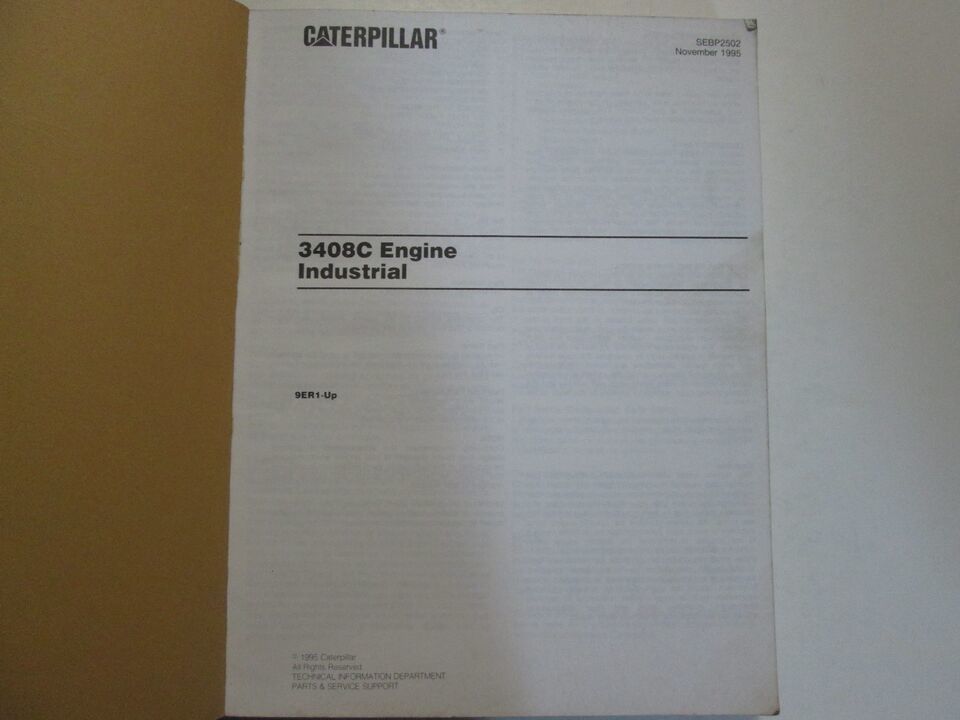 CATERPILLAR®
SEBP2502
November 1995
3408C Engine
Industrial
9ER1-Up
© 1995 Caterpillar
All Rights Reserved
TECHNICAL INFORMATION DEPARTMENT
PARTS & SERVICE SUPPORT